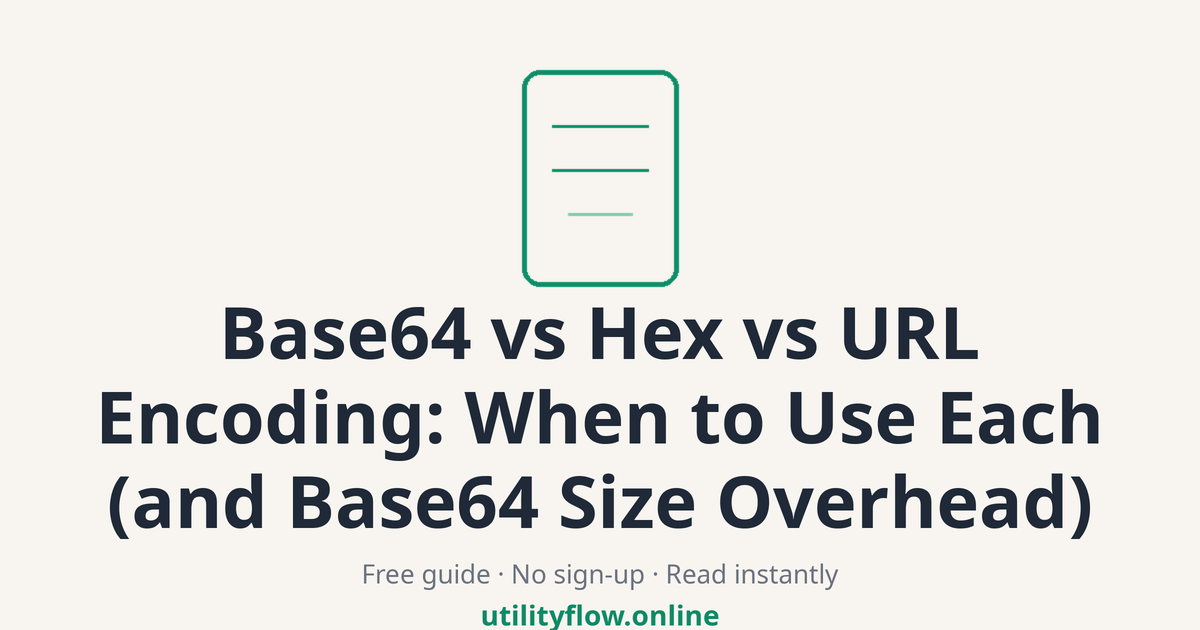 Base64 vs Hex vs URL
Encoding: When to Use Each
(and Base64 Size Overhead)
Free guide · No sign-up · Read instantly
utilityflow.online